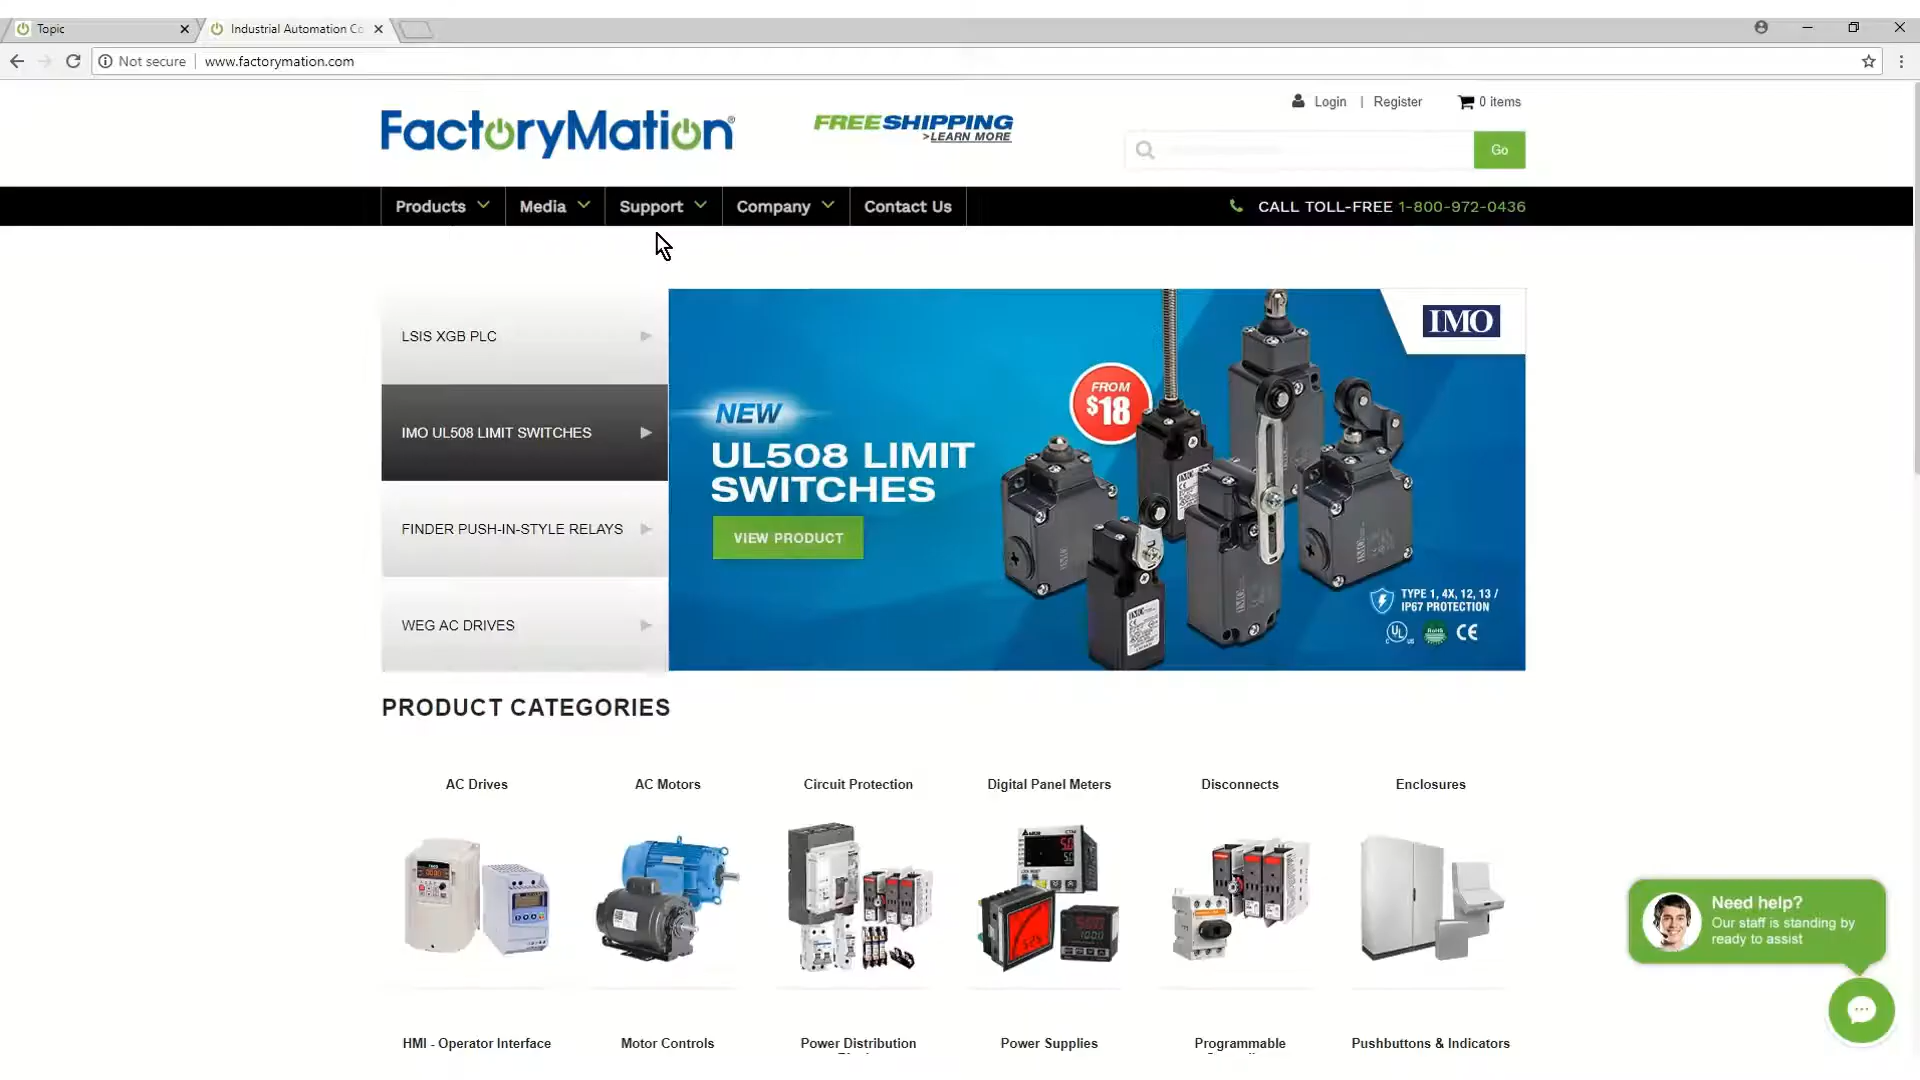 Topic
Industrial Automation Co
Not secure
www.factorymation.com
FactoryMation®
FREESHIPPING
>LEARN MORE
Login | Register
0 items
Go
Products
Media
Support
Company
Contact Us
CALL TOLL-FREE 1-800-972-0436
LSIS XGB PLC
IMO UL508 LIMIT SWITCHES
FINDER PUSH-IN-STYLE RELAYS
WEG AC DRIVES
IMO
FROM
$18
NEW
UL508 LIMIT
SWITCHES
VIEW PRODUCT
TYPE 1, 4X, 12, 13 /
IP67 PROTECTION
UL
RoHS
CE
PRODUCT CATEGORIES
AC Drives
AC Motors
Circuit Protection
Digital Panel Meters
Disconnects
Enclosures
HMI - Operator Interface
Motor Controls
Power Distribution
Power Supplies
Programmable
Pushbuttons & Indicators
Need help?
Our staff is standing by
ready to assist